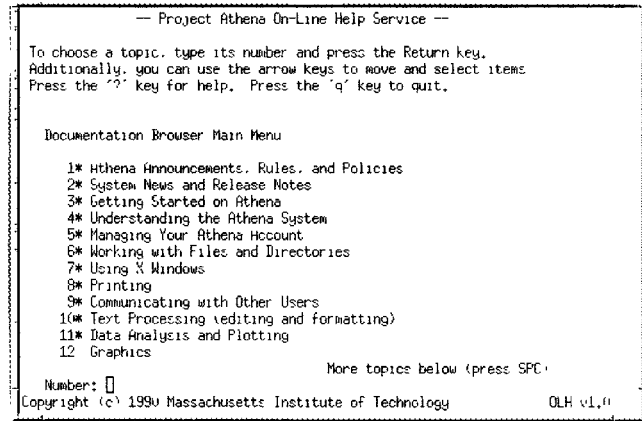 -- Project Athena On-Line Help Service --
To choose a topic, type its number and press the Return key.
Additionally, you can use the arrow keys to move and select items
Press the '?' key for help. Press the 'q' key to quit.
Documentation Browser Main Menu
1* Athena Announcements, Rules, and Policies
2* System News and Release Notes
3* Getting Started on Athena
4* Understanding the Athena System
5* Managing Your Athena Account
6* Working with Files and Directories
7* Using X Windows
8* Printing
9* Communicating with Other Users
10* Text Processing (editing and formatting)
11* Data Analysis and Plotting
12 Graphics
More topics below (press SPC)
Number:
Copyright (c) 1990 Massachusetts Institute of Technology OLH v1.0